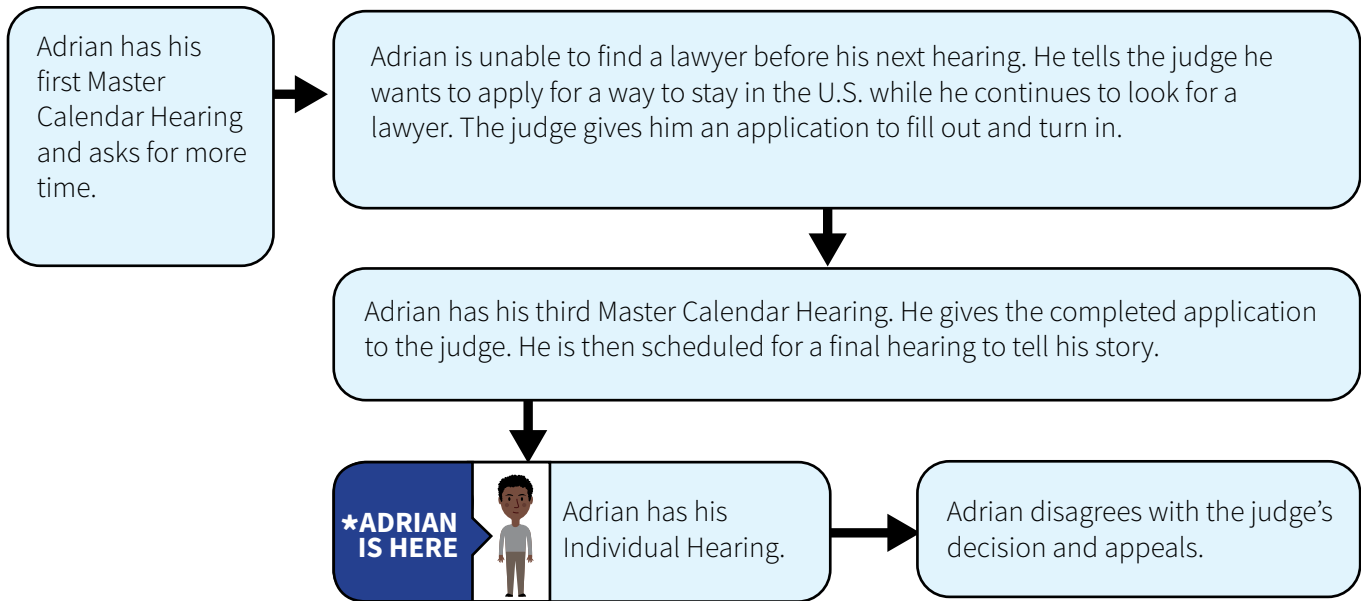 Adrian has his
first Master
Calendar Hearing
and asks for more
time.
Adrian is unable to find a lawyer before his next hearing. He tells the judge he
wants to apply for a way to stay in the U.S. while he continues to look for a
lawyer. The judge gives him an application to fill out and turn in.
Adrian has his third Master Calendar Hearing. He gives the completed application
to the judge. He is then scheduled for a final hearing to tell his story.
*ADRIAN
IS HERE
Adrian has his
Individual Hearing.
Adrian disagrees with the judge’s
decision and appeals.